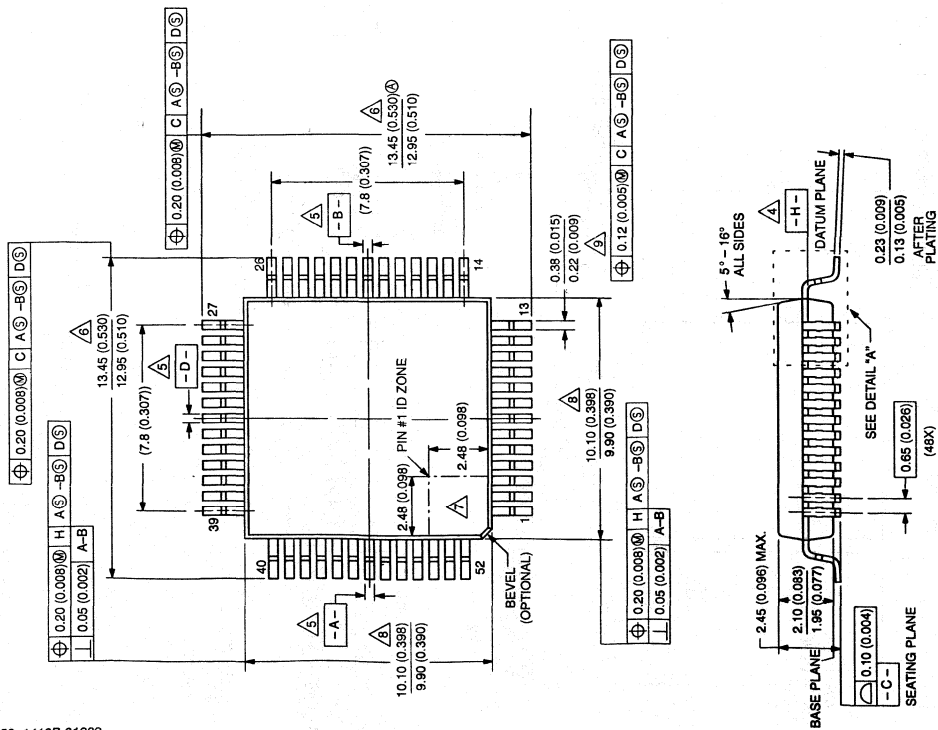 ⌖ 0.20 (0.008)Ⓜ C AⓈ –BⓈ DⓈ
6
13.45 (0.530)
12.95 (0.510)
⌖ 0.20 (0.008)Ⓜ H AⓈ –BⓈ DⓈ
⊥ 0.05 (0.002) A–B
⌖ 0.20 (0.008)Ⓜ C AⓈ –BⓈ DⓈ
6
13.45 (0.530)Ⓐ
12.95 (0.510)
(7.8 (0.307))
5
-D-
(7.8 (0.307))
5
-B-
39
27
26
14
40
52
1
13
PIN #1 ID ZONE
2.48 (0.098)
2.48 (0.098)
7
BEVEL
(OPTIONAL)
5
-A-
8
10.10 (0.398)
9.90 (0.390)
8
10.10 (0.398)
9.90 (0.390)
⌖ 0.20 (0.008)Ⓜ H AⓈ –BⓈ DⓈ
⊥ 0.05 (0.002) A–B
0.38 (0.015)
0.22 (0.009)
9
⌖ 0.12 (0.005)Ⓜ C AⓈ –BⓈ DⓈ
5° – 16°
ALL SIDES
4
-H-
DATUM PLANE
0.23 (0.009)
0.13 (0.005)
AFTER
PLATING
SEE DETAIL "A"
0.65 (0.026)
(48X)
2.45 (0.096) MAX.
2.10 (0.083)
1.95 (0.077)
BASE PLANE
⌓ 0.10 (0.004)
-C-
SEATING PLANE